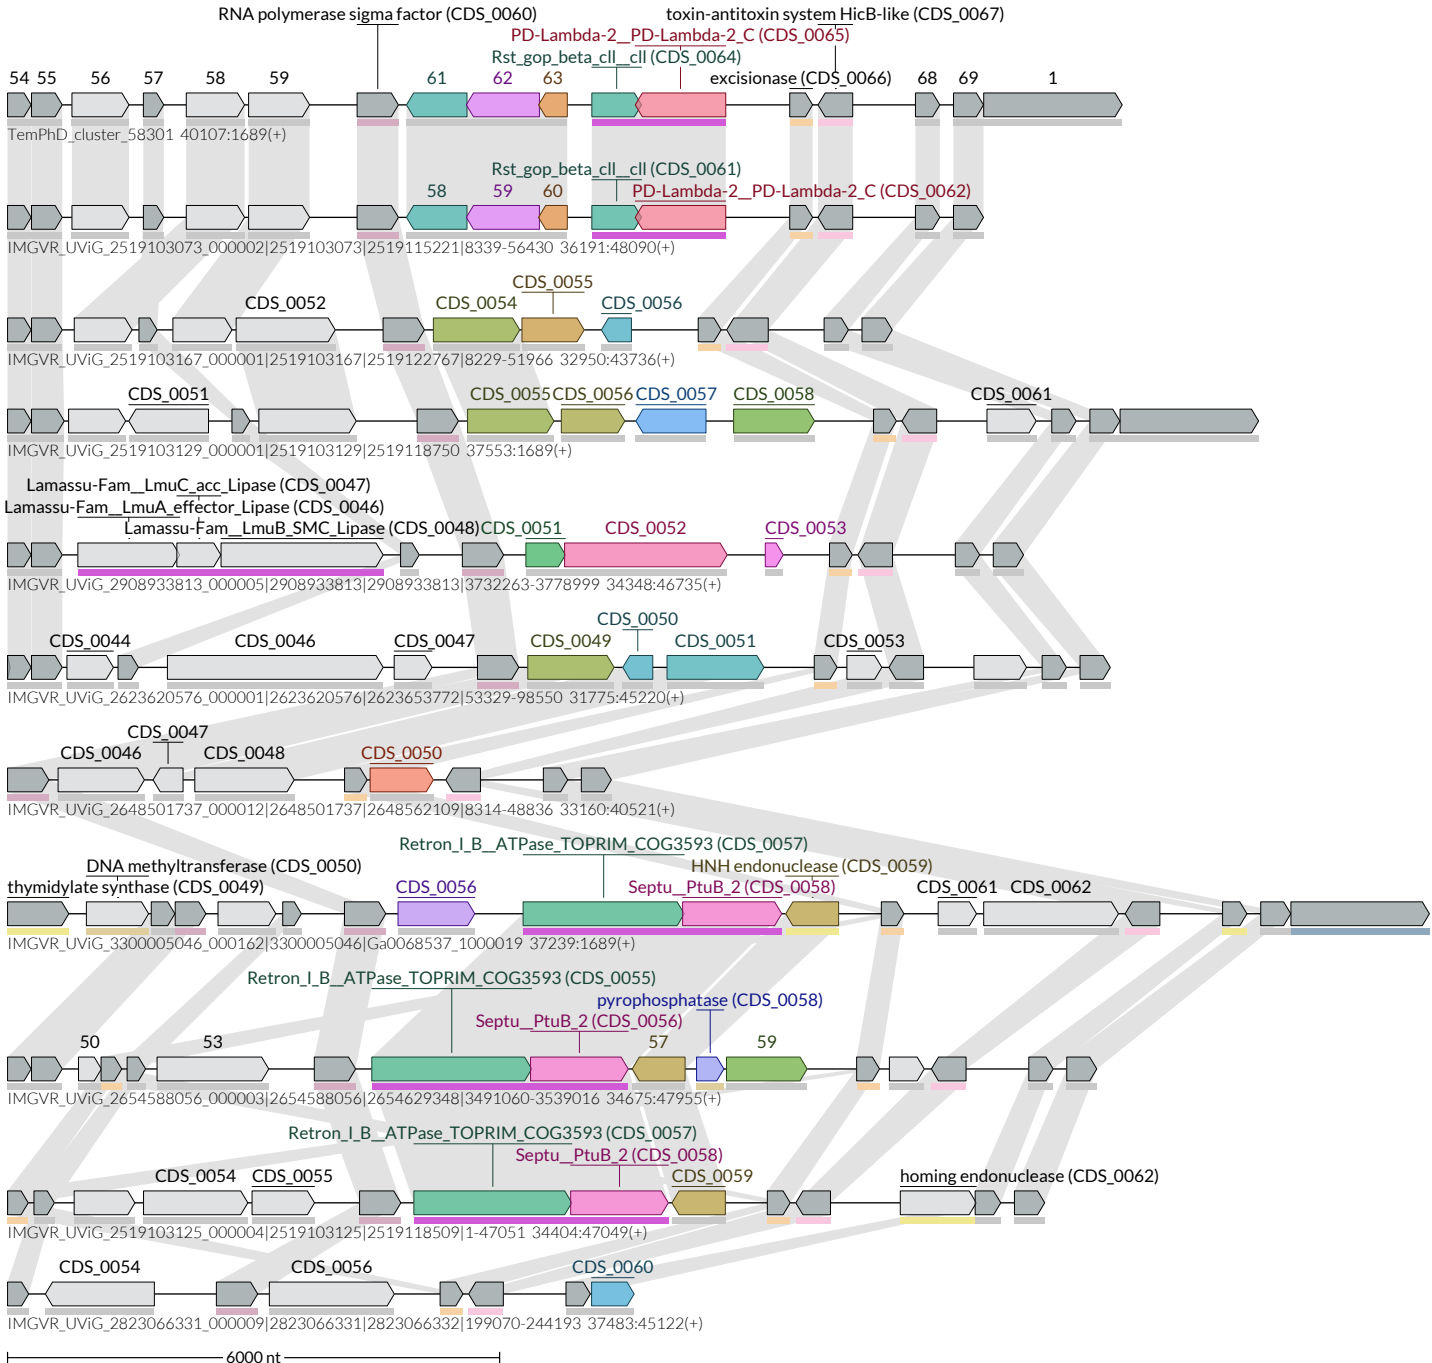 RNA polymerase sigma factor (CDS_0060) toxin-antitoxin system HicB-like (CDS_0067)
PD-Lambda-2__PD-Lambda-2_C (CDS_0065)
Rst_gop_beta_cll__cll (CDS_0064)
54 55 56 57 58 59 61 62 63 excisionase (CDS_0066) 68 69 1
TemPhD_cluster_58301 40107:1689(+)
Rst_gop_beta_cll__cll (CDS_0061)
58 59 60 PD-Lambda-2__PD-Lambda-2_C (CDS_0062)
IMGVR_UViG_2519103073_000002|2519103073|2519115221|8339-56430 36191:48090(+)
CDS_0055
CDS_0052 CDS_0054 CDS_0056
IMGVR_UViG_2519103167_000001|2519103167|2519122767|8229-51966 32950:43736(+)
CDS_0051 CDS_0055 CDS_0056 CDS_0057 CDS_0058 CDS_0061
IMGVR_UViG_2519103129_000001|2519103129|2519118750 37553:1689(+)
Lamassu-Fam__LmuC_acc_Lipase (CDS_0047)
Lamassu-Fam__LmuA_effector_Lipase (CDS_0046)
Lamassu-Fam__LmuB_SMC_Lipase (CDS_0048) CDS_0051 CDS_0052 CDS_0053
IMGVR_UViG_2908933813_000005|2908933813|2908933813|3732263-3778999 34348:46735(+)
CDS_0050
CDS_0044 CDS_0046 CDS_0047 CDS_0049 CDS_0051 CDS_0053
IMGVR_UViG_2623620576_000001|2623620576|2623653772|53329-98550 31775:45220(+)
CDS_0047
CDS_0046 CDS_0048 CDS_0050
IMGVR_UViG_2648501737_000012|2648501737|2648562109|8314-48836 33160:40521(+)
Retron_I_B__ATPase_TOPRIM_COG3593 (CDS_0057)
DNA methyltransferase (CDS_0050) HNH endonuclease (CDS_0059)
thymidylate synthase (CDS_0049) CDS_0056 Septu__PtuB_2 (CDS_0058) CDS_0061 CDS_0062
IMGVR_UViG_3300005046_000162|3300005046|Ga0068537_1000019 37239:1689(+)
Retron_I_B__ATPase_TOPRIM_COG3593 (CDS_0055)
pyrophosphatase (CDS_0058)
Septu__PtuB_2 (CDS_0056)
50 53 57 59
IMGVR_UViG_2654588056_000003|2654588056|2654629348|3491060-3539016 34675:47955(+)
Retron_I_B__ATPase_TOPRIM_COG3593 (CDS_0057)
Septu__PtuB_2 (CDS_0058)
CDS_0054 CDS_0055 CDS_0059 homing endonuclease (CDS_0062)
IMGVR_UViG_2519103125_000004|2519103125|2519118509|1-47051 34404:47049(+)
CDS_0054 CDS_0056 CDS_0060
IMGVR_UViG_2823066331_000009|2823066331|2823066332|199070-244193 37483:45122(+)
6000 nt